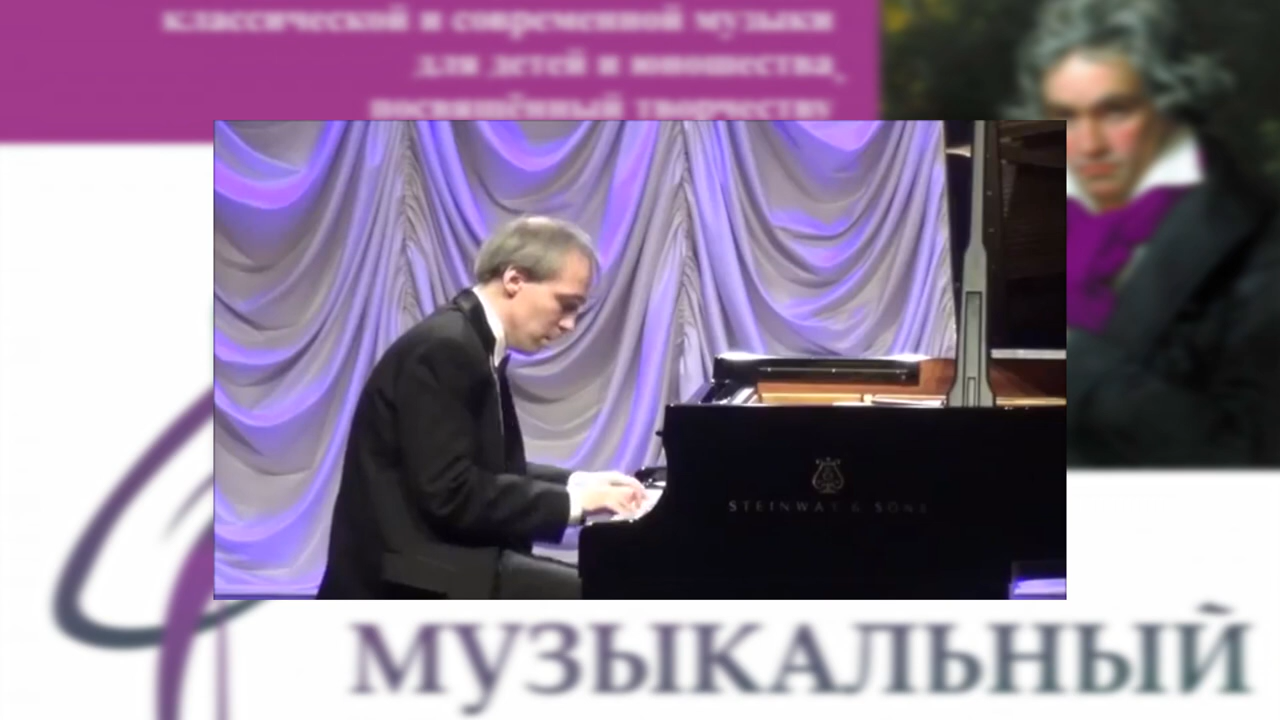 классической и современной музыки
для детей и юношества,
посвящённый творчеству
STEINWAY & SONS
МУЗЫКАЛЬНЫЙ